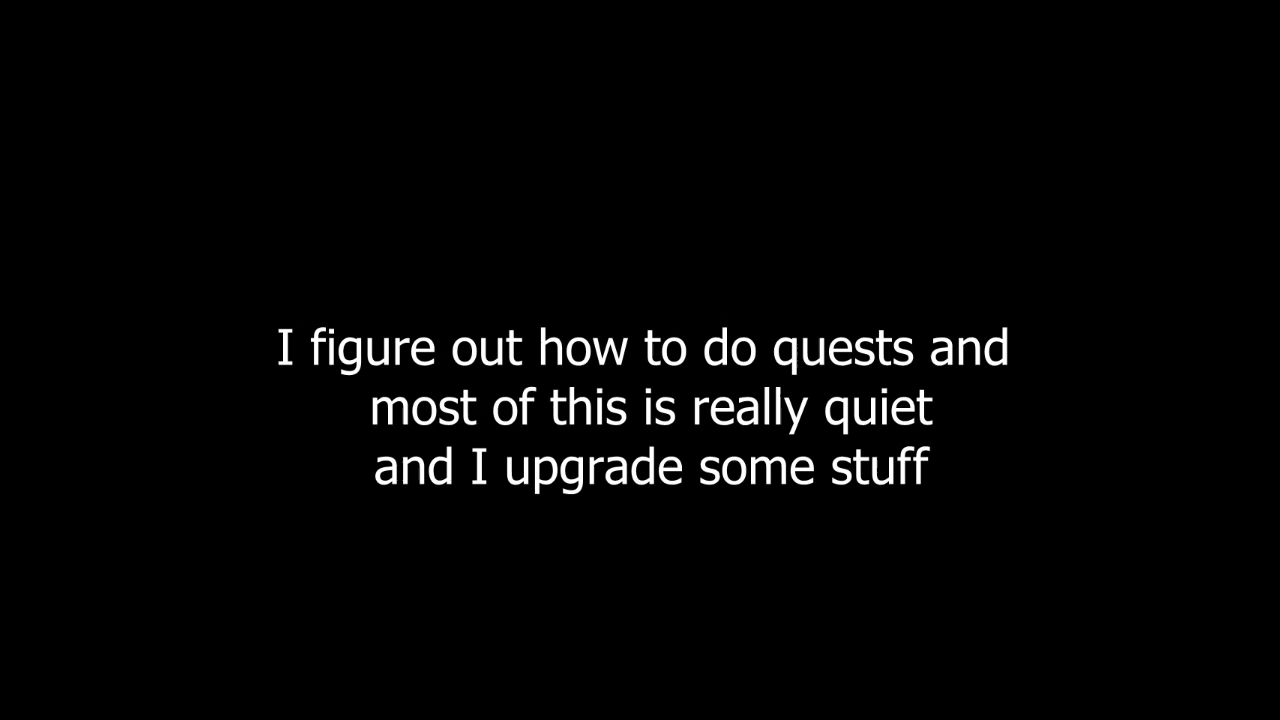 I figure out how to do quests and
most of this is really quiet
and I upgrade some stuff